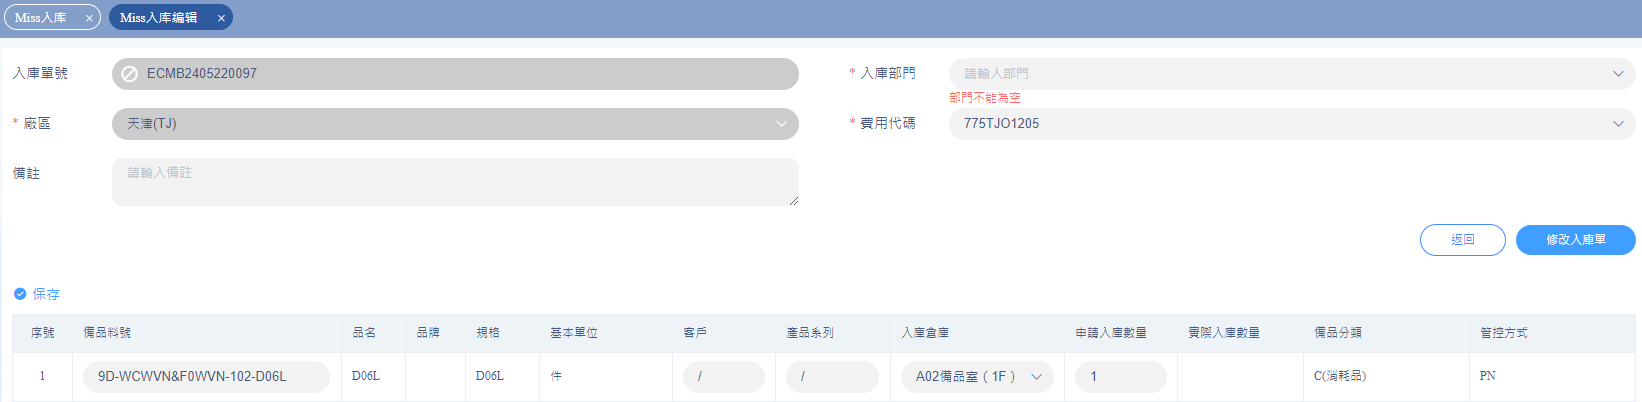 Miss入库 × Miss入库编辑 ×
入庫單號 ECMB2405220097 * 入庫部門 請輸入部門
部門不能為空
* 廠區 天津(TJ) * 費用代碼 775TJO1205
備註 請輸入備註
返回 修改入庫單
保存
序號 備品料號 品名 品牌 規格 基本單位 客戶 產品系列 入庫倉庫 申請入庫數量 實際入庫數量 備品分類 管控方式
1 9D-WCWVN&F0WVN-102-D06L D06L D06L 件 / / A02備品室（1F） 1 C(消耗品) PN